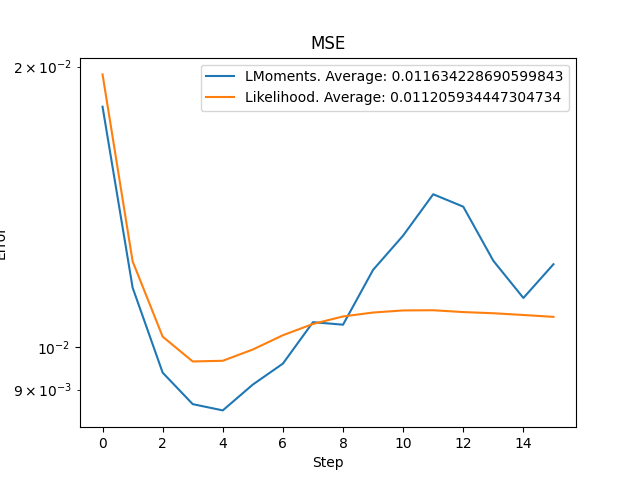 MSE
LMoments. Average: 0.011634228690599843
Likelihood. Average: 0.011205934447304734
2 × 10⁻²
10⁻²
9 × 10⁻³
Error
0 2 4 6 8 10 12 14
Step